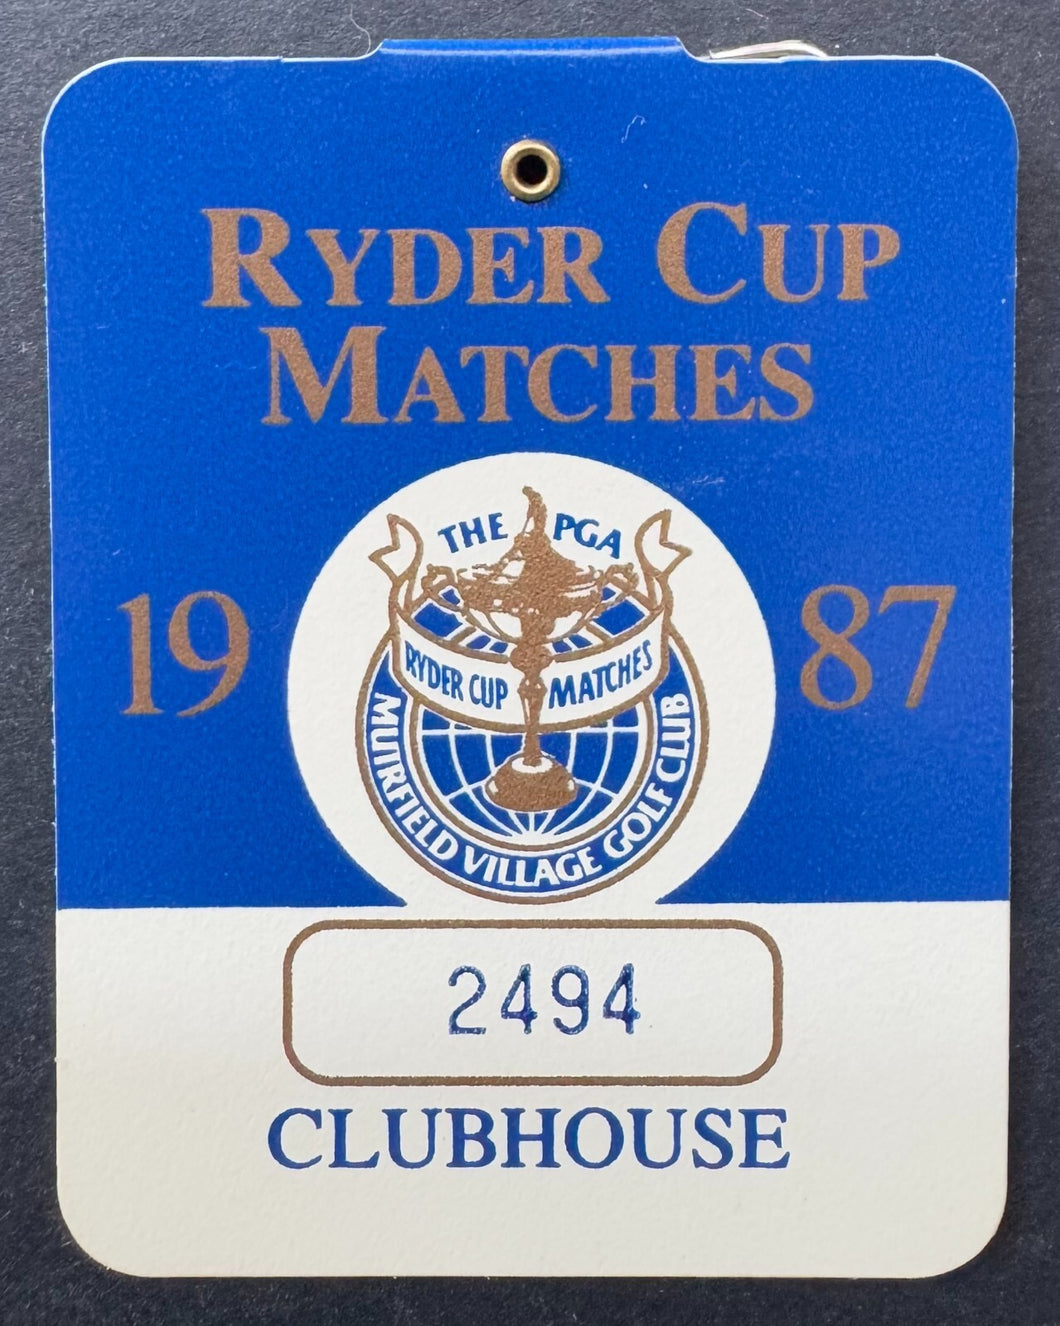 RYDER CUP
MATCHES
THE PGA
19 87
RYDER CUP MATCHES
MUIRFIELD VILLAGE GOLF CLUB
2494
CLUBHOUSE